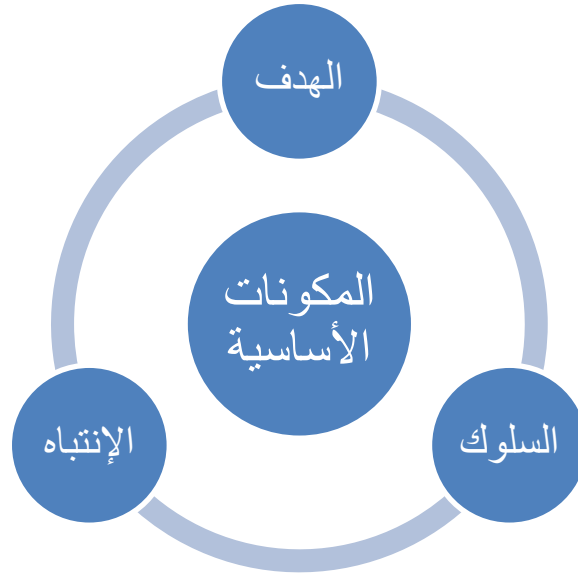 الهدف
المكونات
الأساسية
السلوك
الإنتباه